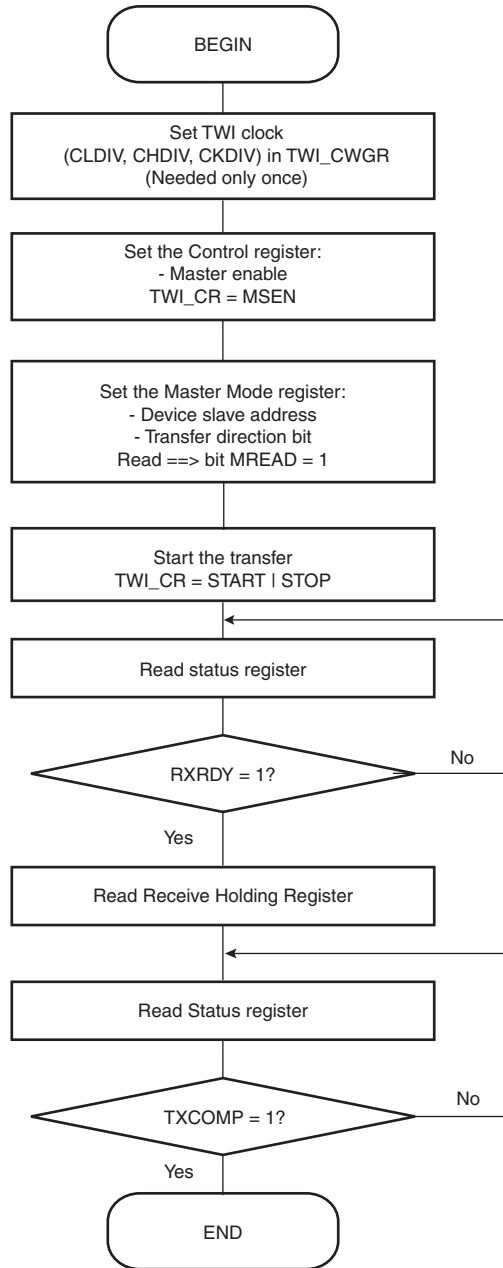 BEGIN
Set TWI clock
(CLDIV, CHDIV, CKDIV) in TWI_CWGR
(Needed only once)
Set the Control register:
- Master enable
TWI_CR = MSEN
Set the Master Mode register:
- Device slave address
- Transfer direction bit
Read ==> bit MREAD = 1
Start the transfer
TWI_CR = START | STOP
Read status register
RXRDY = 1?
No
Yes
Read Receive Holding Register
Read Status register
TXCOMP = 1?
No
Yes
END